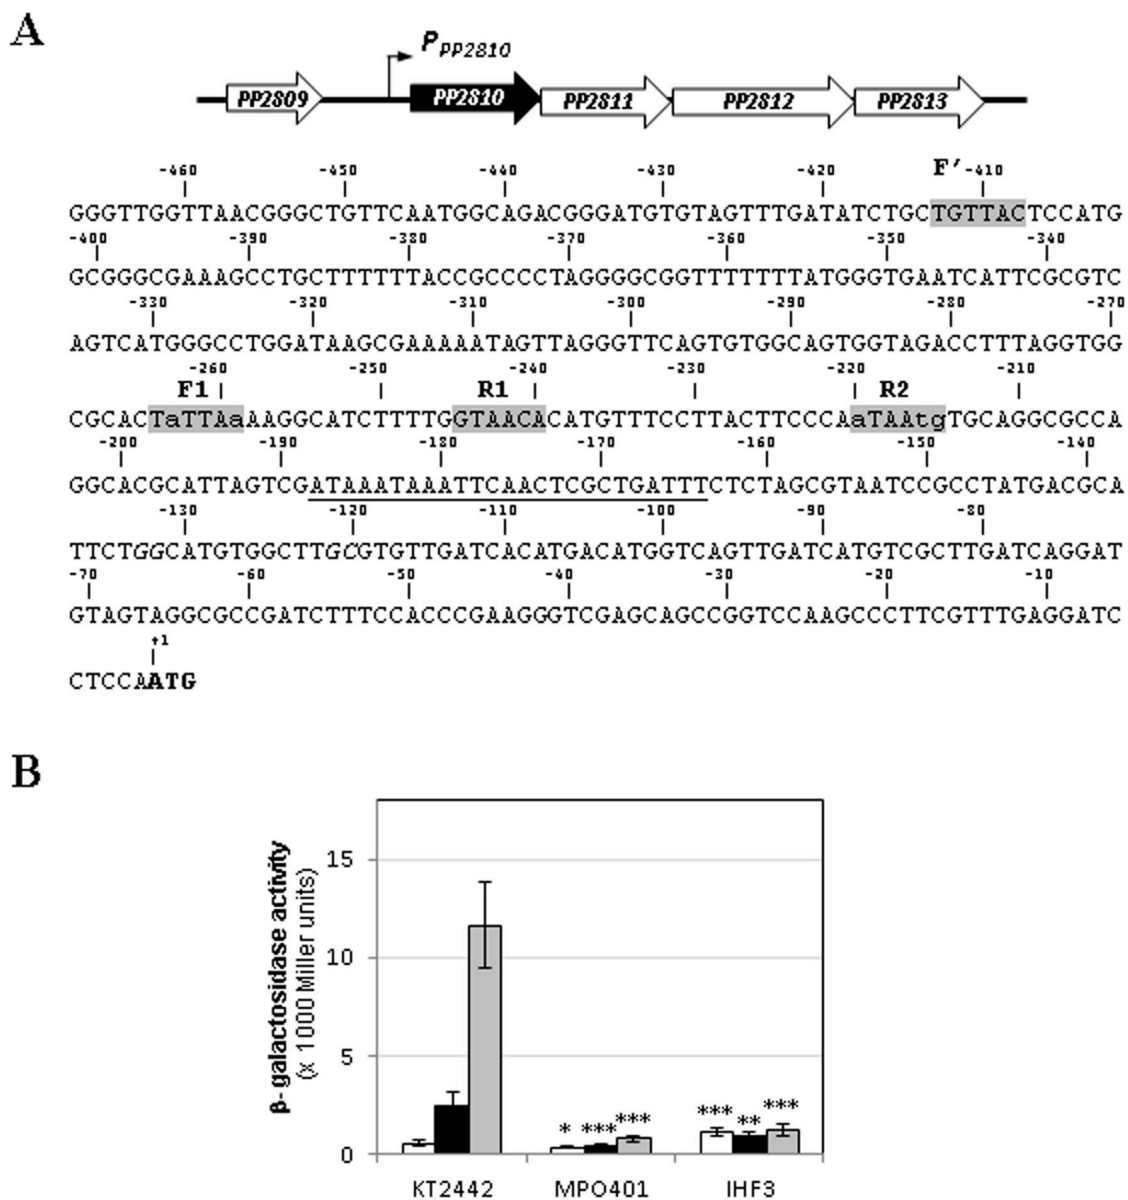 A
P PP2810
PP2809 PP2810 PP2811 PP2812 PP2813
-460 -450 -440 -430 -420 F′ -410
GGGTTGGTTAACGGGCTGTTCAATGGCAGACGGGATGTGTAGTTTGATATCTGCTGTTACTCCATG
-400 -390 -380 -370 -360 -350 -340
GCGGGCGAAAGCCTGCTTTTTTACCGCCCCTAGGGGCGGTTTTTTTATGGGTGAATCATTCGCGTC
-330 -320 -310 -300 -290 -280 -270
AGTCATGGGCCTGGATAAGCGAAAAATAGTTAGGGTTCAGTGTGGCAGTGGTAGACCTTTAGGTGG
-260 -250 -240 -230 -220 -210
F1 R1 R2
CGCACTaTTAaAAGGCATCTTTTGGTAACACATGTTTCCTTACTTCCCAaTAAtgTGCAGGCGCCA
-200 -190 -180 -170 -160 -150 -140
GGCACGCATTAGTCGATAAATAAATTCAACTCGCTGATTTCTCTAGCGTAATCCGCCTATGACGCA
-130 -120 -110 -100 -90 -80
TTCTGGCATGTGGCTTGCGTGTTGATCACATGACATGGTCAGTTGATCATGTCGCTTGATCAGGAT
-70 -60 -50 -40 -30 -20 -10
GTAGTAGGCGCCGATCTTTCCACCCGAAGGGTCGAGCAGCCGGTCCAAGCCCTTCGTTTGAGGATC
+1
CTCCAATG
B
β-galactosidase activity
(x 1000 Miller units)
15
10
5
0
* *** *** *** ** ***
KT2442 MPO401 IHF3